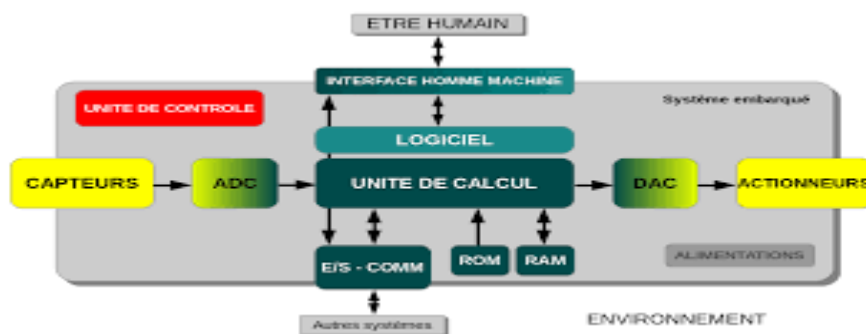 ETRE HUMAIN
INTERFACE HOMME MACHINE
UNITE DE CONTROLE
Système embarqué
LOGICIEL
CAPTEURS
ADC
UNITE DE CALCUL
DAC
ACTIONNEURS
E/S - COMM
ROM
RAM
ALIMENTATIONS
Autres systèmes
ENVIRONNEMENT